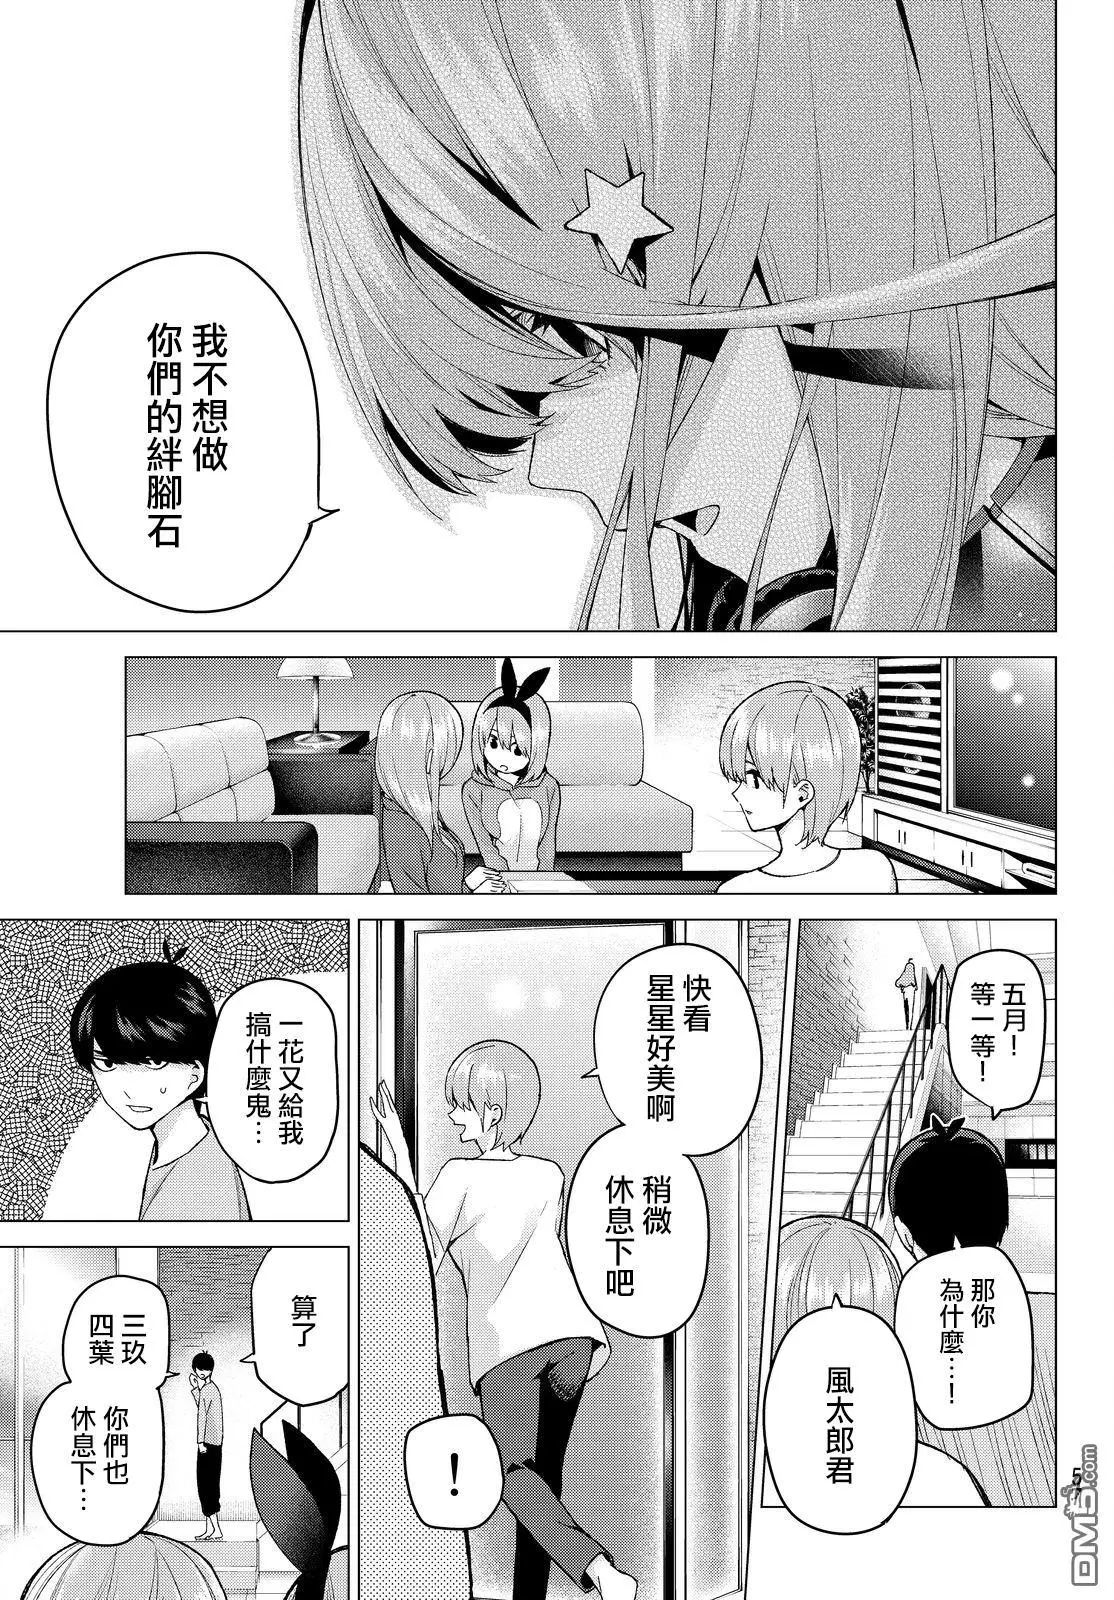 我不想做
你們的絆腳石
五月！
等一等！
那你
為什麼…！
風太郎君
快看
星星好美啊
稍微
休息下吧
！
一花又給我
搞什麼鬼…
算了
三玖
四葉
你們也
休息下…
DM5.com